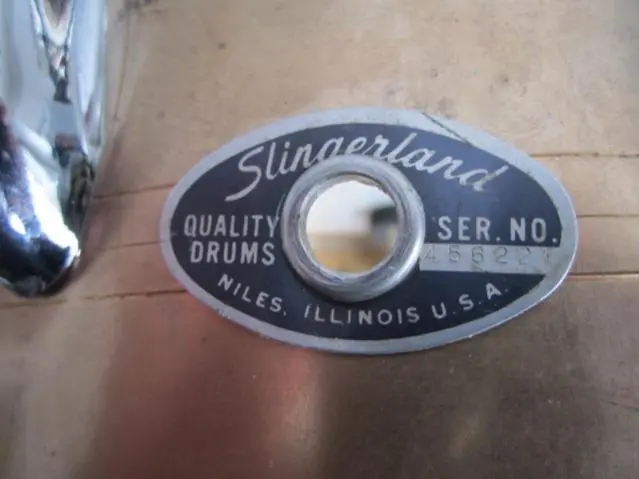 Slingerland
QUALITY
DRUMS
SER. NO.
NILES, ILLINOIS U.S.A.